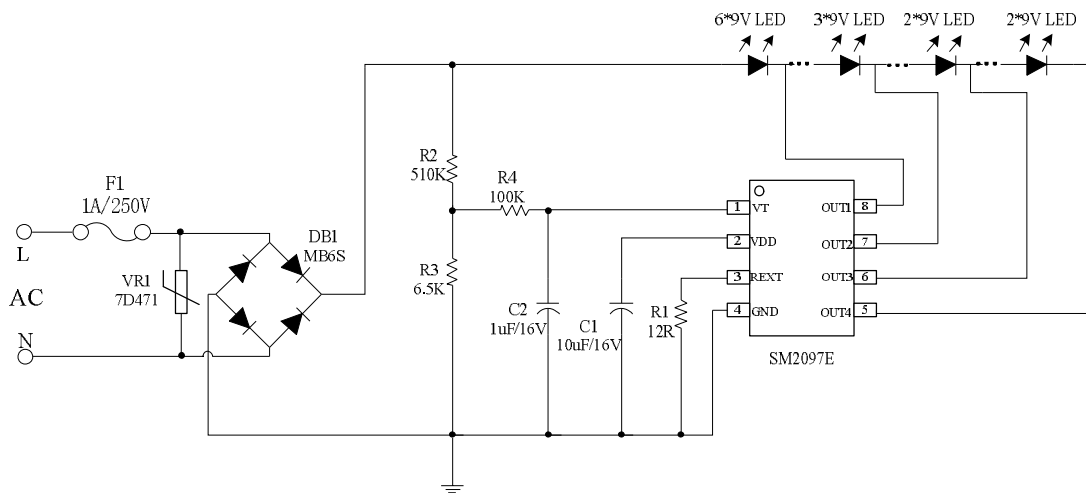 6*9V LED
3*9V LED
2*9V LED
2*9V LED
R2
510K
R4
100K
F1
1A/250V
1
VT
OUT1
8
L
DB1
MB6S
2
VDD
OUT2
7
VR1
7D471
R3
6.5K
3
REXT
OUT3
6
AC
C2
1uF/16V
C1
10uF/16V
R1
12R
4
GND
OUT4
5
N
SM2097E